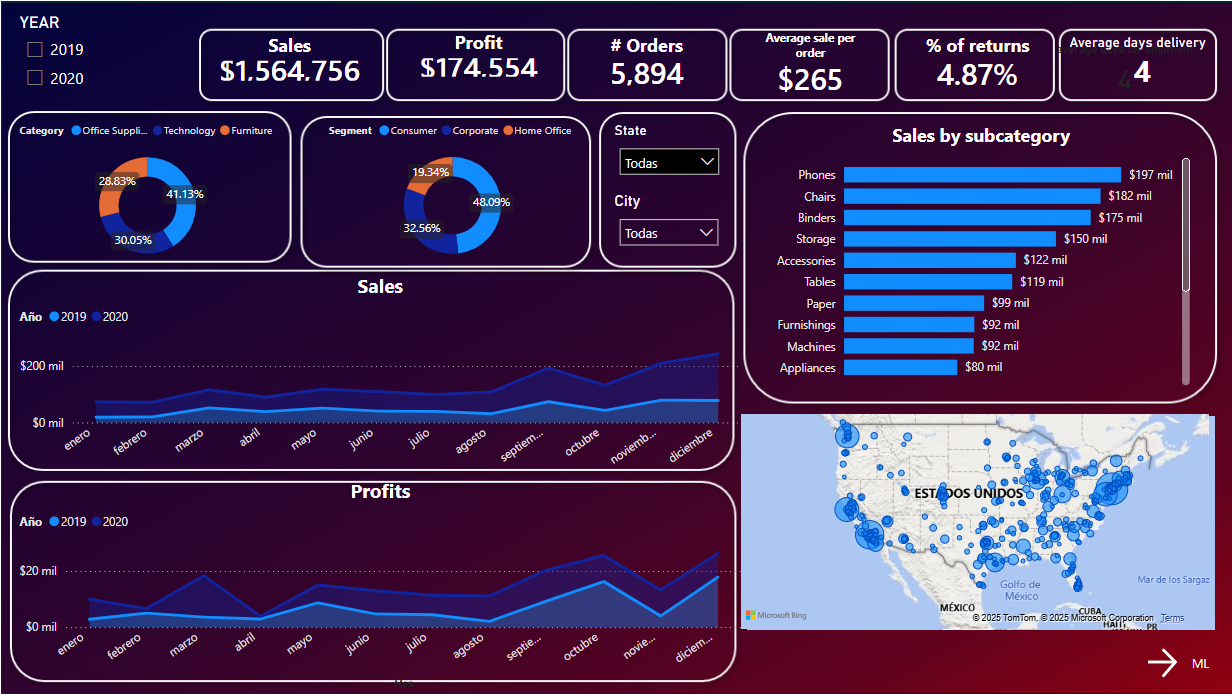 YEAR
2019
2020
Sales
$1.564.756
Profit
$174.554
# Orders
5,894
Average sale per
order
$265
% of returns
4.87%
Average days delivery
4
Category Office Suppli... Technology Furniture
28.83%
41.13%
30.05%
Segment Consumer Corporate Home Office
19.34%
48.09%
32.56%
State
Todas
City
Todas
Sales by subcategory
Phones $197 mil
Chairs $182 mil
Binders $175 mil
Storage $150 mil
Accessories $122 mil
Tables $119 mil
Paper $99 mil
Furnishings $92 mil
Machines $92 mil
Appliances $80 mil
Sales
Año 2019 2020
$200 mil
$0 mil
enero febrero marzo abril mayo junio julio agosto septiem... octubre noviemb... diciembre
Profits
Año 2019 2020
$20 mil
$0 mil
enero febrero marzo abril mayo junio julio agosto septie... octubre novie... diciem...
ESTADOS UNIDOS
Golfo de
México
Mar de los Sargaz
MÉXICO
CUBA
HAITÍ
PR
Microsoft Bing
© 2025 TomTom, © 2025 Microsoft Corporation Terms
ML